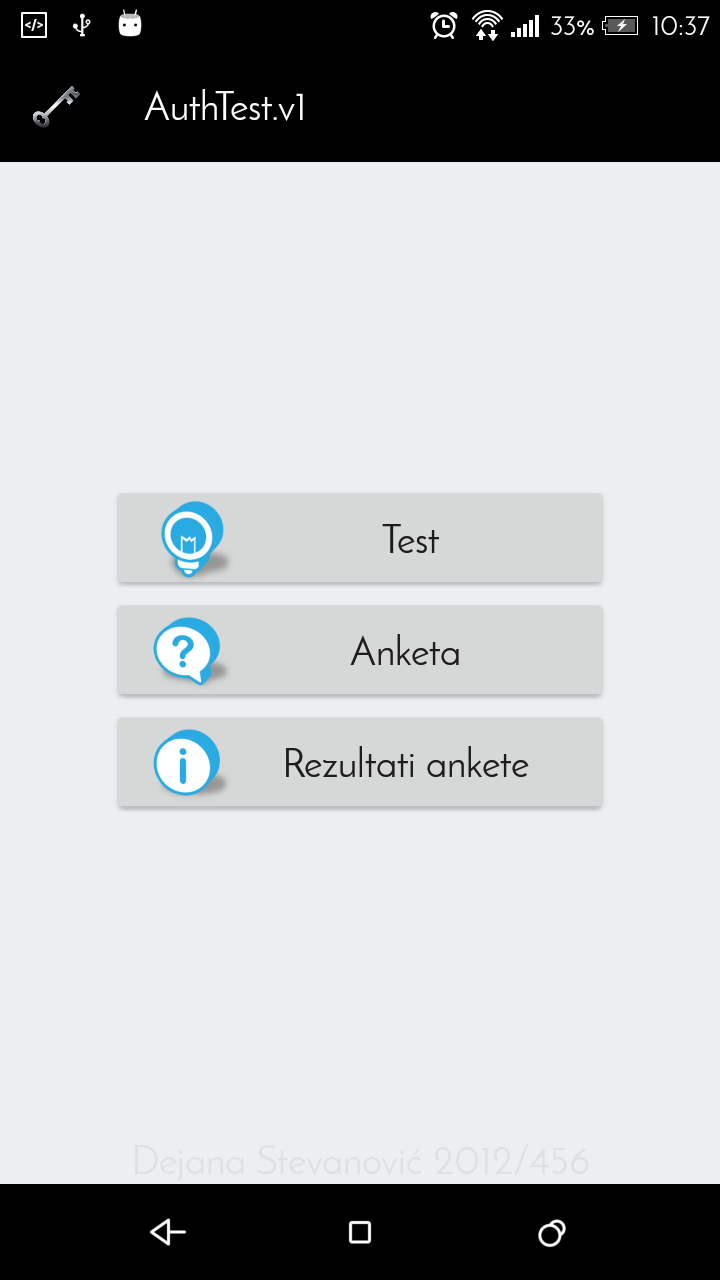 33% 10:37
AuthTest.v1
Test
Anketa
Rezultati ankete
Dejana Stevanović 2012/456